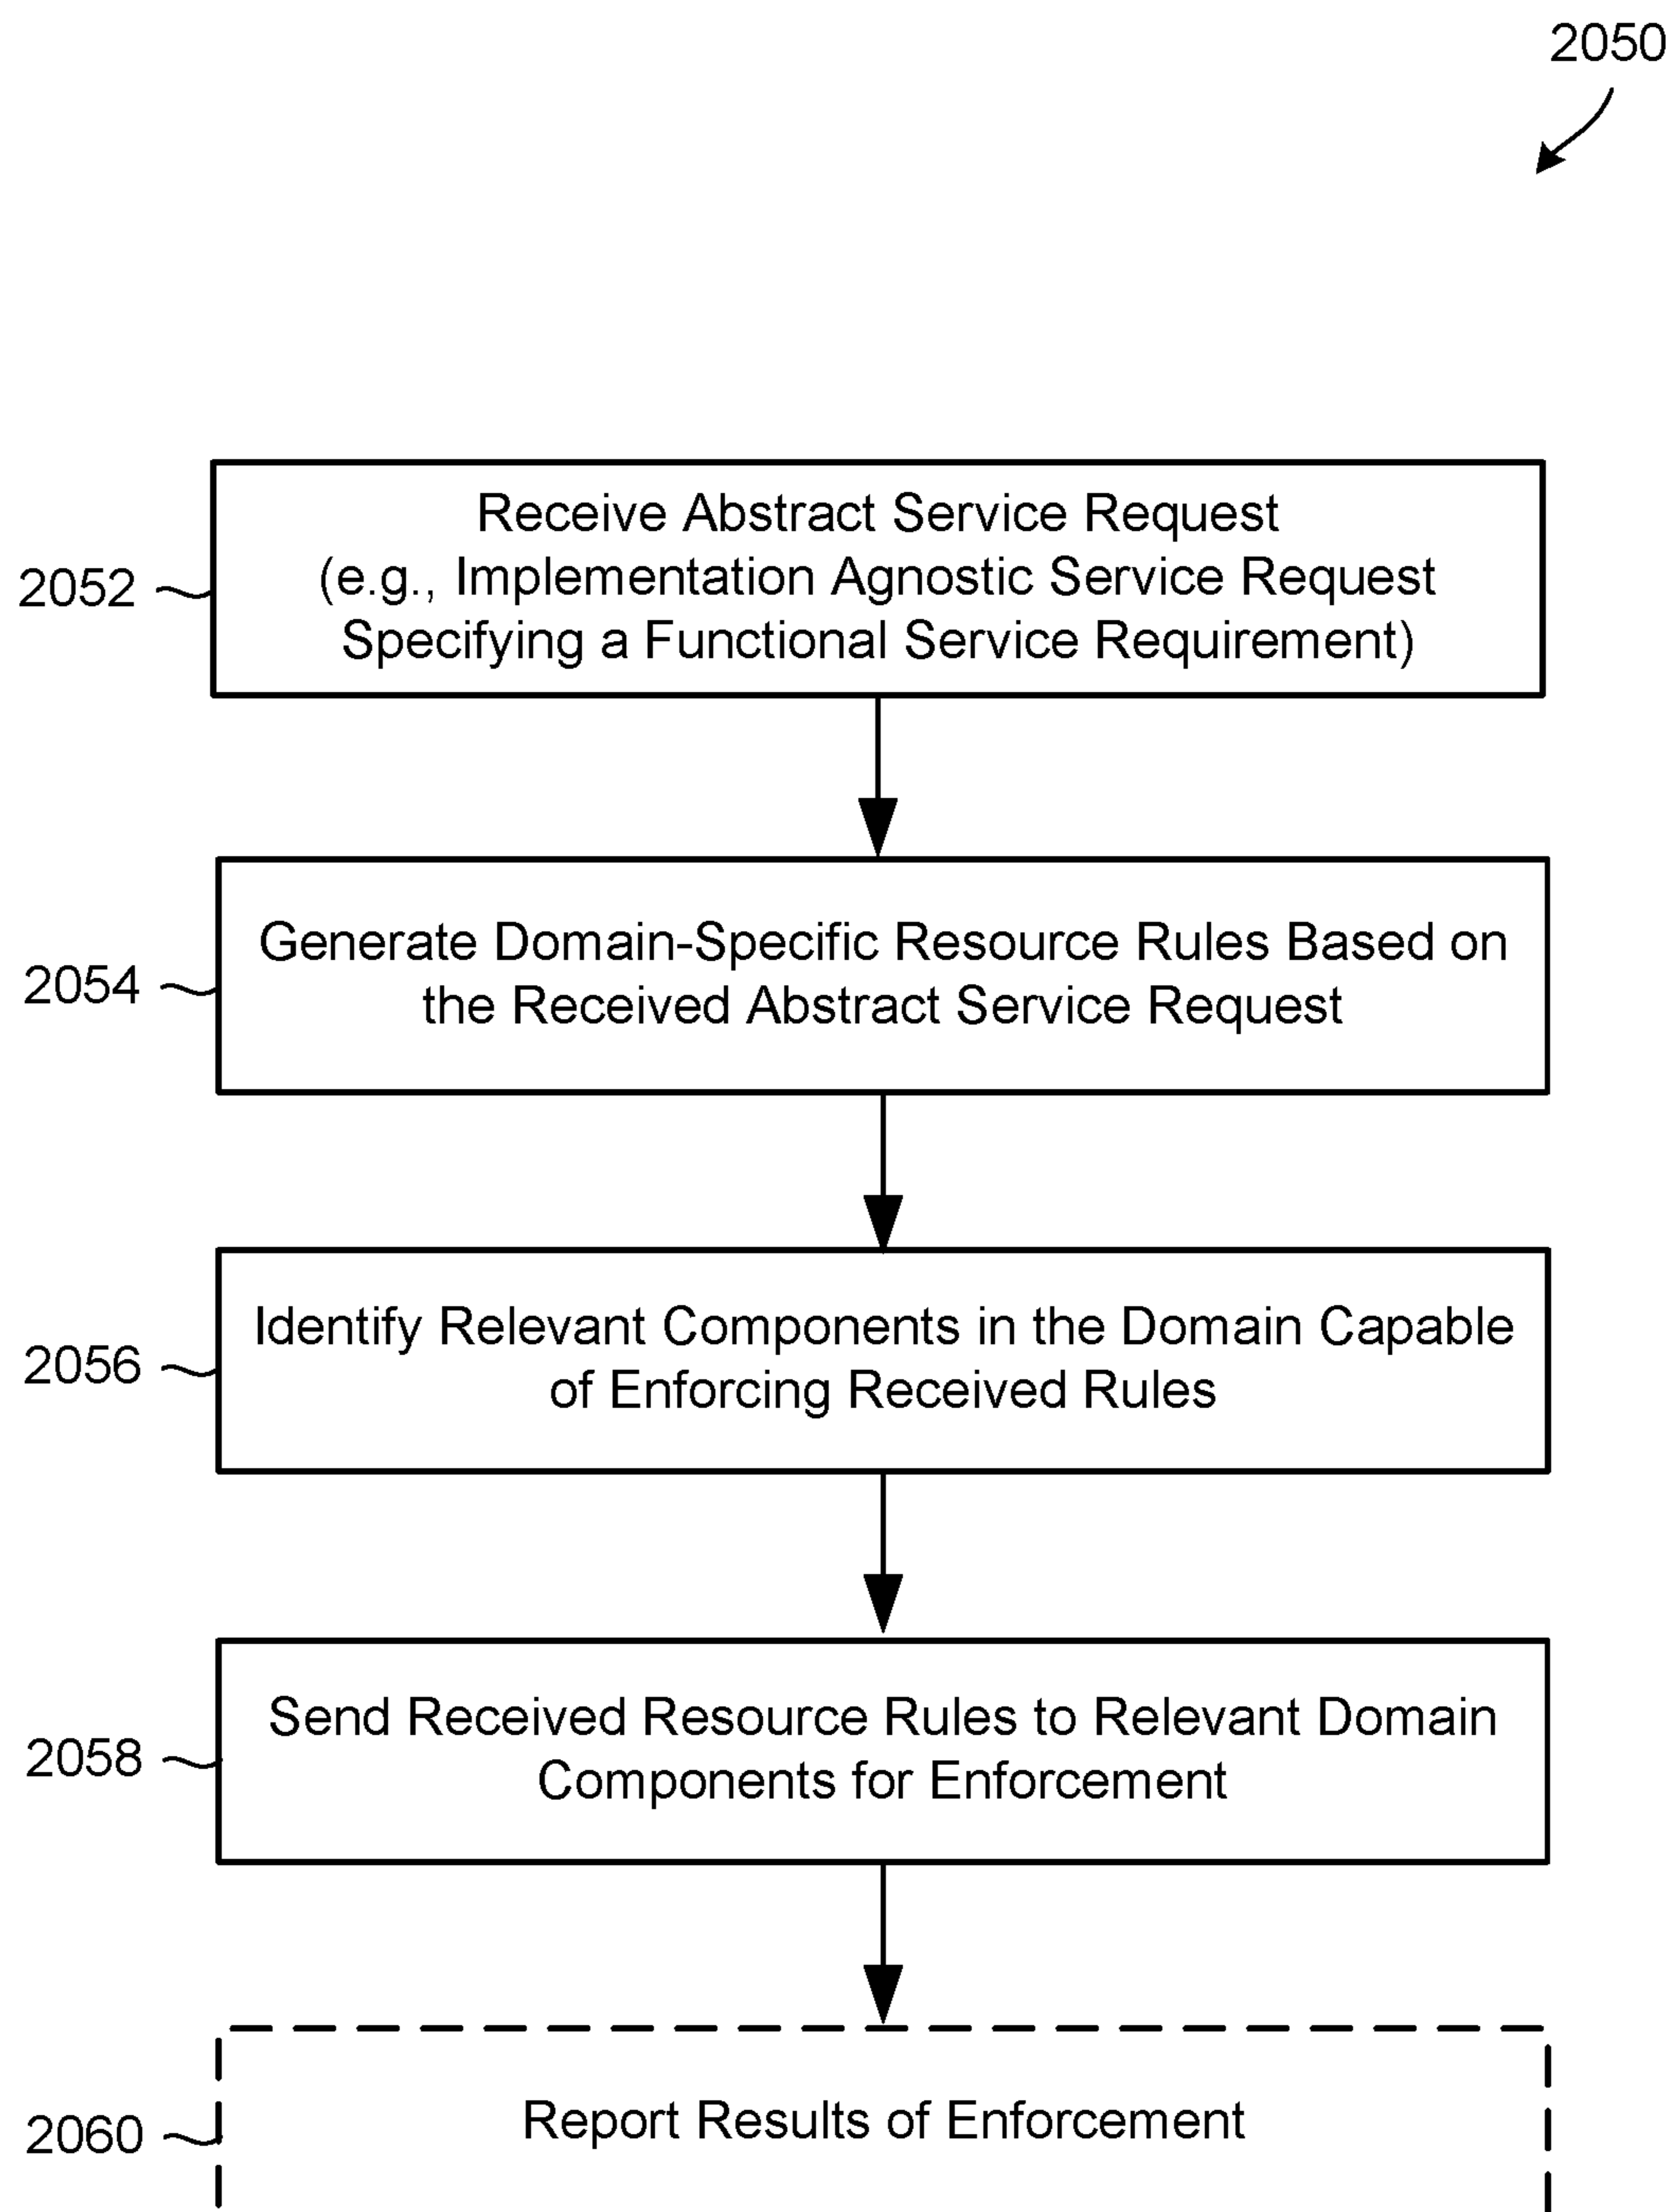 2050
Receive Abstract Service Request
(e.g., Implementation Agnostic Service Request
Specifying a Functional Service Requirement)
2052
Generate Domain-Specific Resource Rules Based on
the Received Abstract Service Request
2054
Identify Relevant Components in the Domain Capable
of Enforcing Received Rules
2056
Send Received Resource Rules to Relevant Domain
Components for Enforcement
2058
Report Results of Enforcement
2060